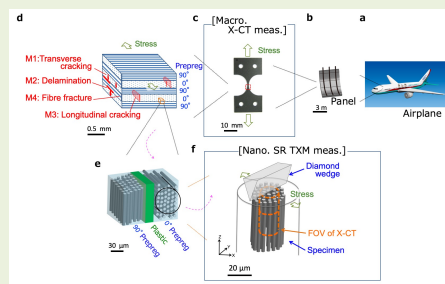 d
c
[Macro.
X-CT meas.]
b
a
M1:Transverse
cracking
Stress
Prepreg
Stress
M2: Delamination
90°
0°
0°
90°
M4: Fibre fracture
M3: Longitudinal cracking
0.5 mm
10 mm
3 m
Panel
Airplane
e
f
[Nano. SR TXM meas.]
Diamond
wedge
Stress
90° Prepreg
Plastic
0° Prepreg
FOV of X-CT
Specimen
Z
Y
X
30 μm
20 μm